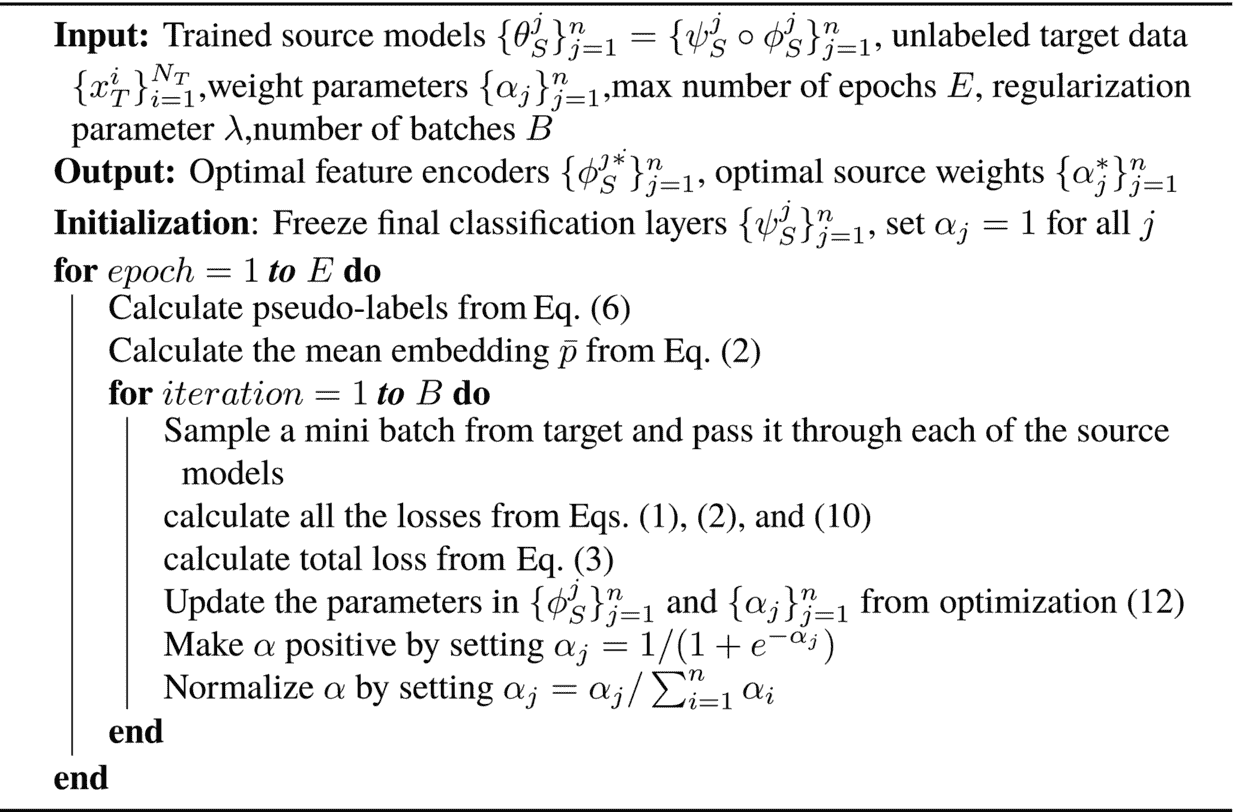 Input: Trained source models {θ_S^j}_{j=1}^n = {ψ_S^j ∘ ϕ_S^j}_{j=1}^n, unlabeled target data
{x_T^i}_{i=1}^{N_T},weight parameters {α_j}_{j=1}^n,max number of epochs E, regularization
parameter λ,number of batches B
Output: Optimal feature encoders {ϕ_S^{j*}}_{j=1}^n, optimal source weights {α_j^*}_{j=1}^n
Initialization: Freeze final classification layers {ψ_S^j}_{j=1}^n, set α_j = 1 for all j
for epoch = 1 to E do
Calculate pseudo-labels from Eq. (6)
Calculate the mean embedding p̄ from Eq. (2)
for iteration = 1 to B do
Sample a mini batch from target and pass it through each of the source
models
calculate all the losses from Eqs. (1), (2), and (10)
calculate total loss from Eq. (3)
Update the parameters in {ϕ_S^j}_{j=1}^n and {α_j}_{j=1}^n from optimization (12)
Make α positive by setting α_j = 1/(1 + e^{−α_j})
Normalize α by setting α_j = α_j/ ∑_{i=1}^n α_i
end
end